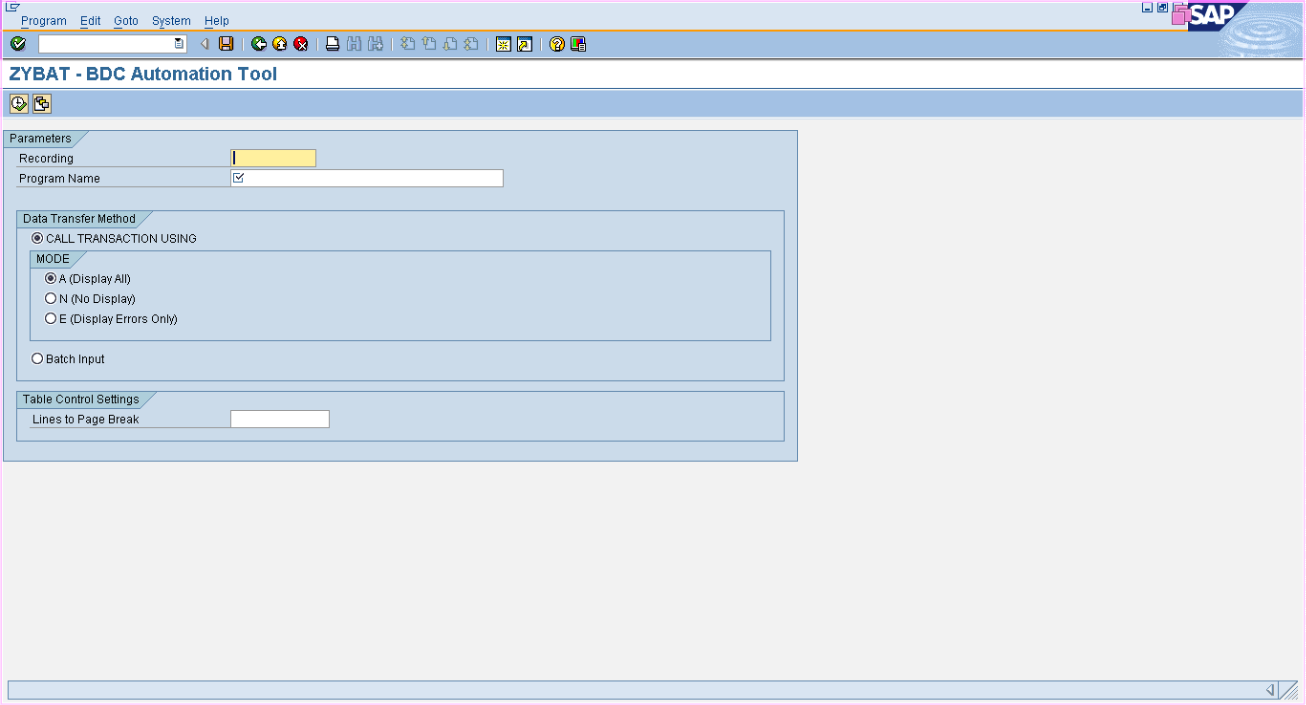 Program Edit Goto System Help
SAP
ZYBAT - BDC Automation Tool
Parameters
Recording
Program Name
Data Transfer Method
CALL TRANSACTION USING
MODE
A (Display All)
N (No Display)
E (Display Errors Only)
Batch Input
Table Control Settings
Lines to Page Break